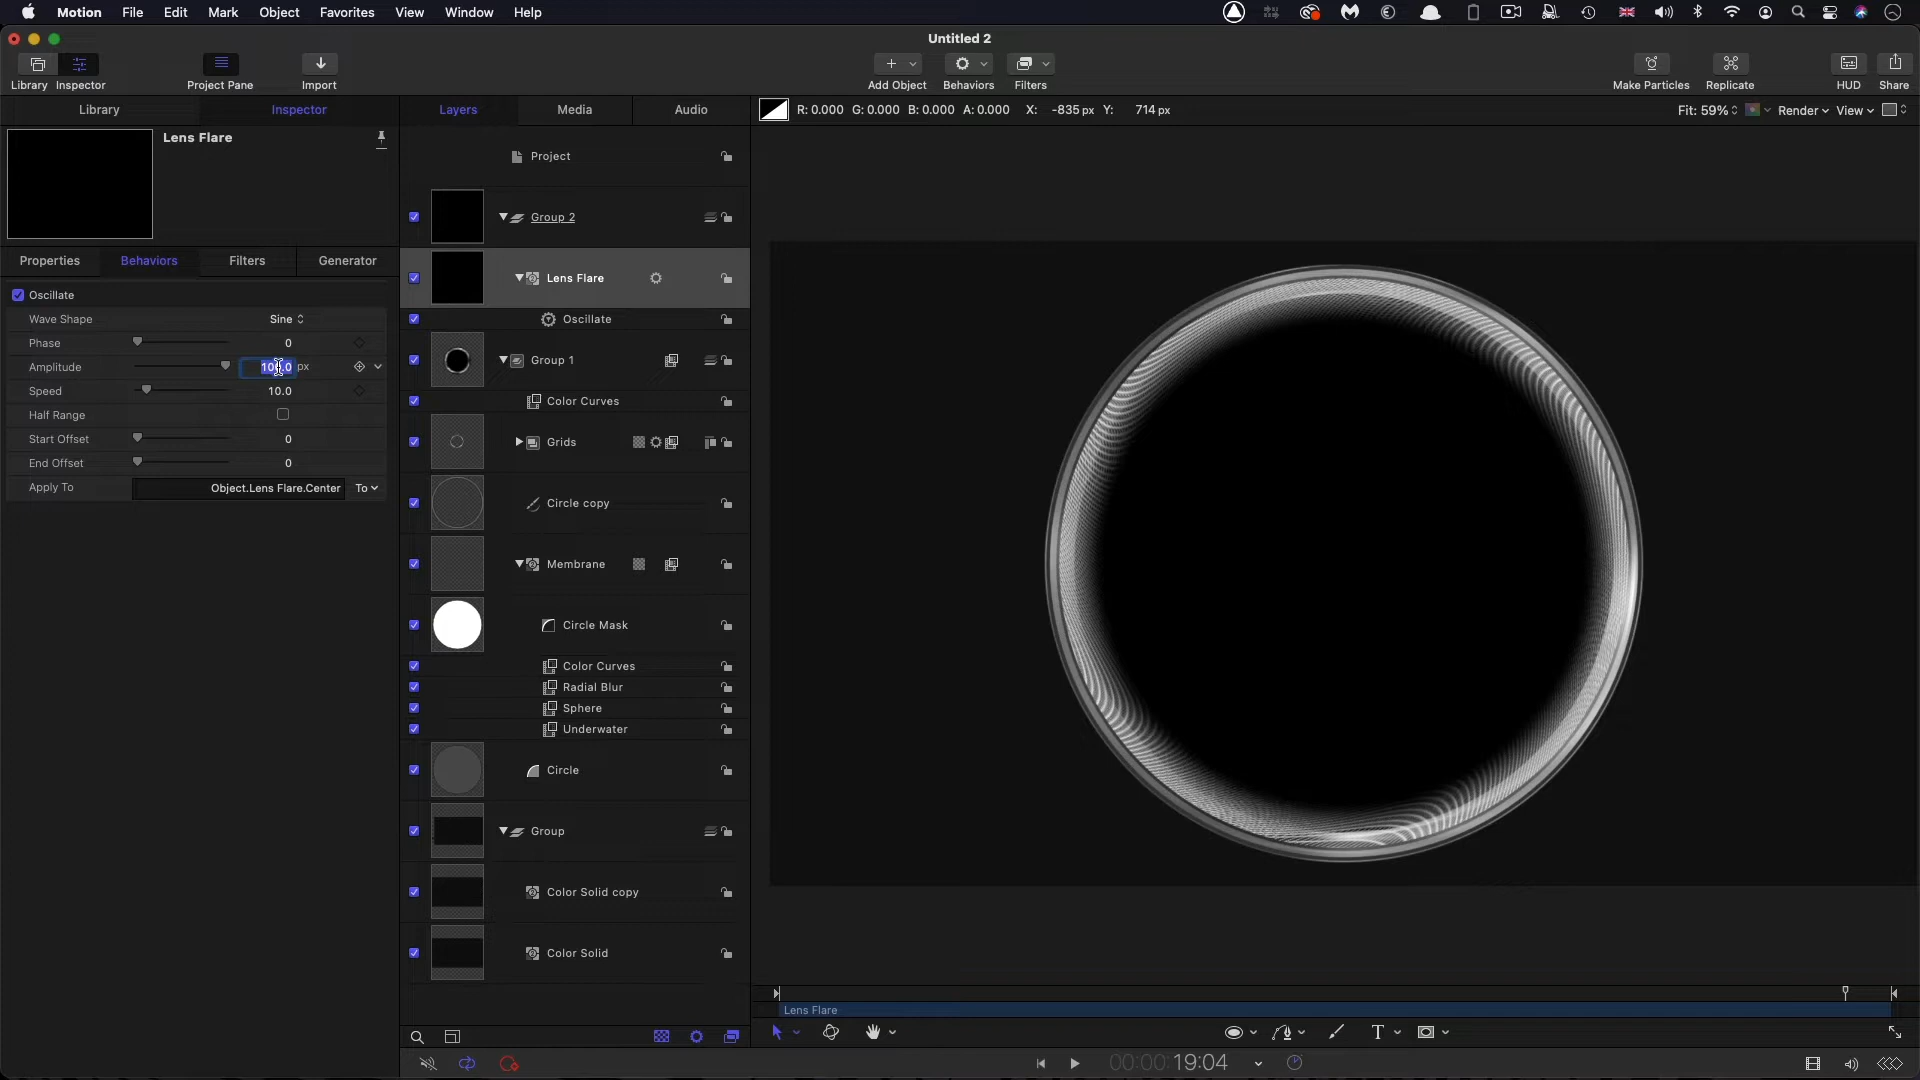 Motion File Edit Mark Object Favorites View Window Help
Untitled 2
Library Inspector Project Pane Import Add Object Behaviors Filters Make Particles Replicate HUD Share
Library Inspector Layers Media Audio
R: 0.000 G: 0.000 B: 0.000 A: 0.000 X: -835 px Y: 714 px
Fit: 59% Render View
Lens Flare
Properties Behaviors Filters Generator
Oscillate
Wave Shape Sine
Phase 0
Amplitude 100.0 px
Speed 10.0
Half Range
Start Offset 0
End Offset 0
Apply To Object.Lens Flare.Center To
Project
Group 2
Lens Flare
Oscillate
Group 1
Color Curves
Grids
Circle copy
Membrane
Circle Mask
Color Curves
Radial Blur
Sphere
Underwater
Circle
Group
Color Solid copy
Color Solid
Lens Flare
T
00:00:19:04